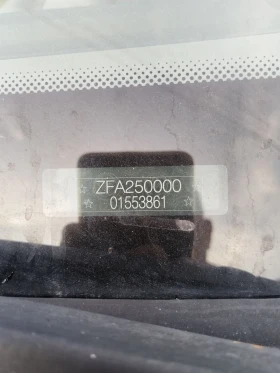 ☆ ZFA250000 ☆
☆ 01553861 ☆